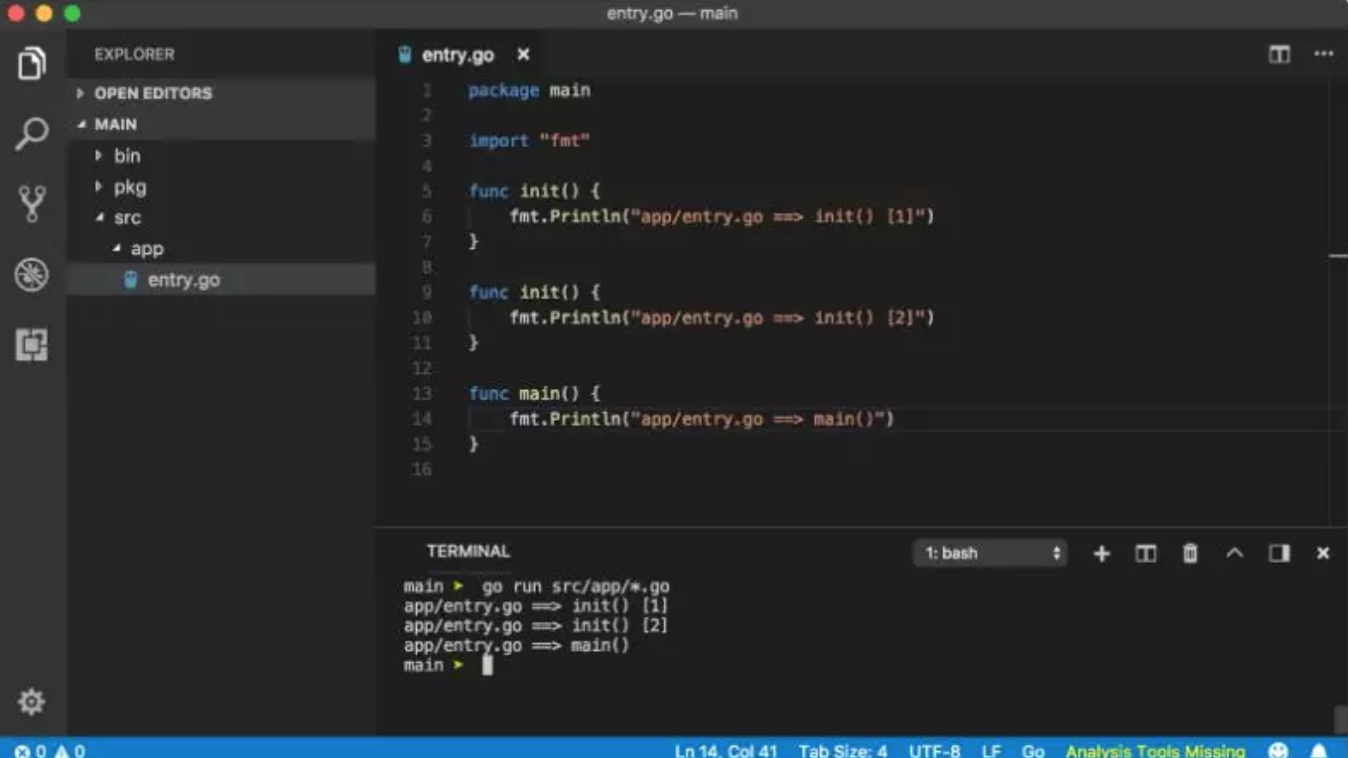 entry.go — main
EXPLORER
OPEN EDITORS
MAIN
bin
pkg
src
app
entry.go
entry.go
1 package main
2
3 import "fmt"
4
5 func init() {
6 fmt.Println("app/entry.go ==> init() [1]")
7 }
8
9 func init() {
10 fmt.Println("app/entry.go ==> init() [2]")
11 }
12
13 func main() {
14 fmt.Println("app/entry.go ==> main()")
15 }
16
TERMINAL
1: bash
main ➤ go run src/app/*.go
app/entry.go ==> init() [1]
app/entry.go ==> init() [2]
app/entry.go ==> main()
main ➤
0 0 Ln 14, Col 41 Tab Size: 4 UTF-8 LF Go Analysis Tools Missing